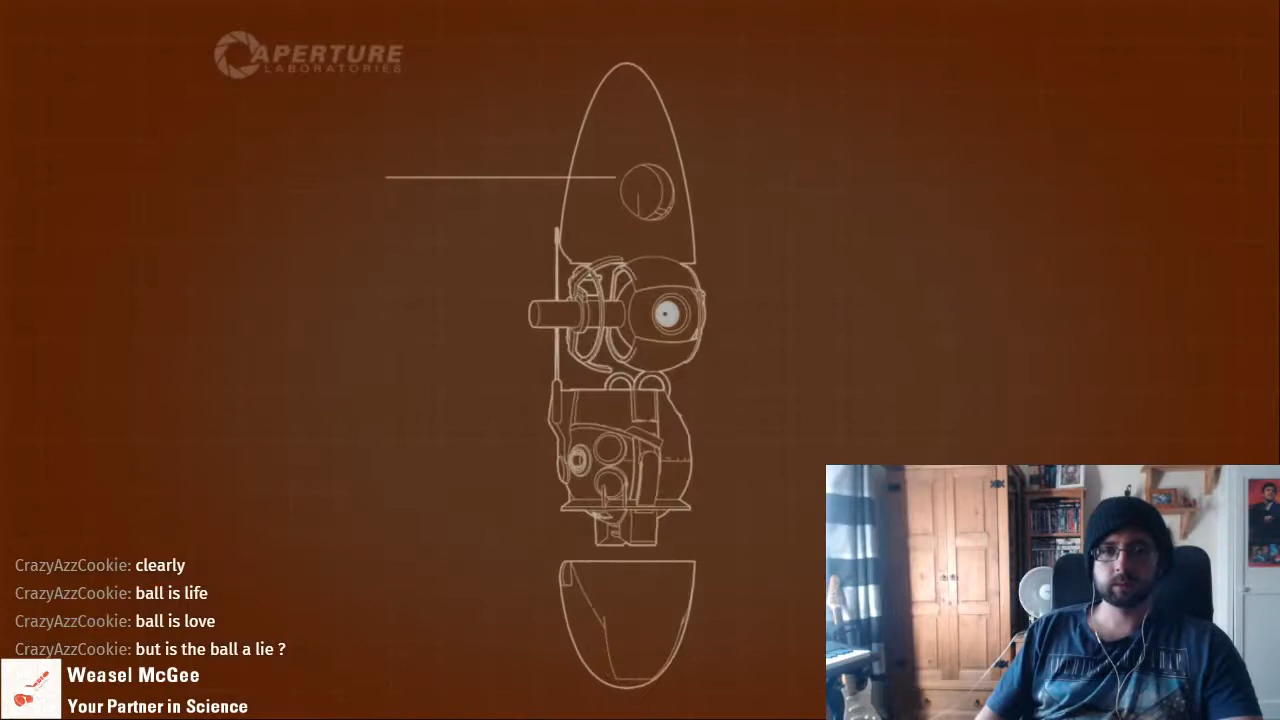 APERTURE
LABORATORIES
CrazyAzzCookie: clearly
CrazyAzzCookie: ball is life
CrazyAzzCookie: ball is love
CrazyAzzCookie: but is the ball a lie ?
Weasel McGee
Your Partner in Science